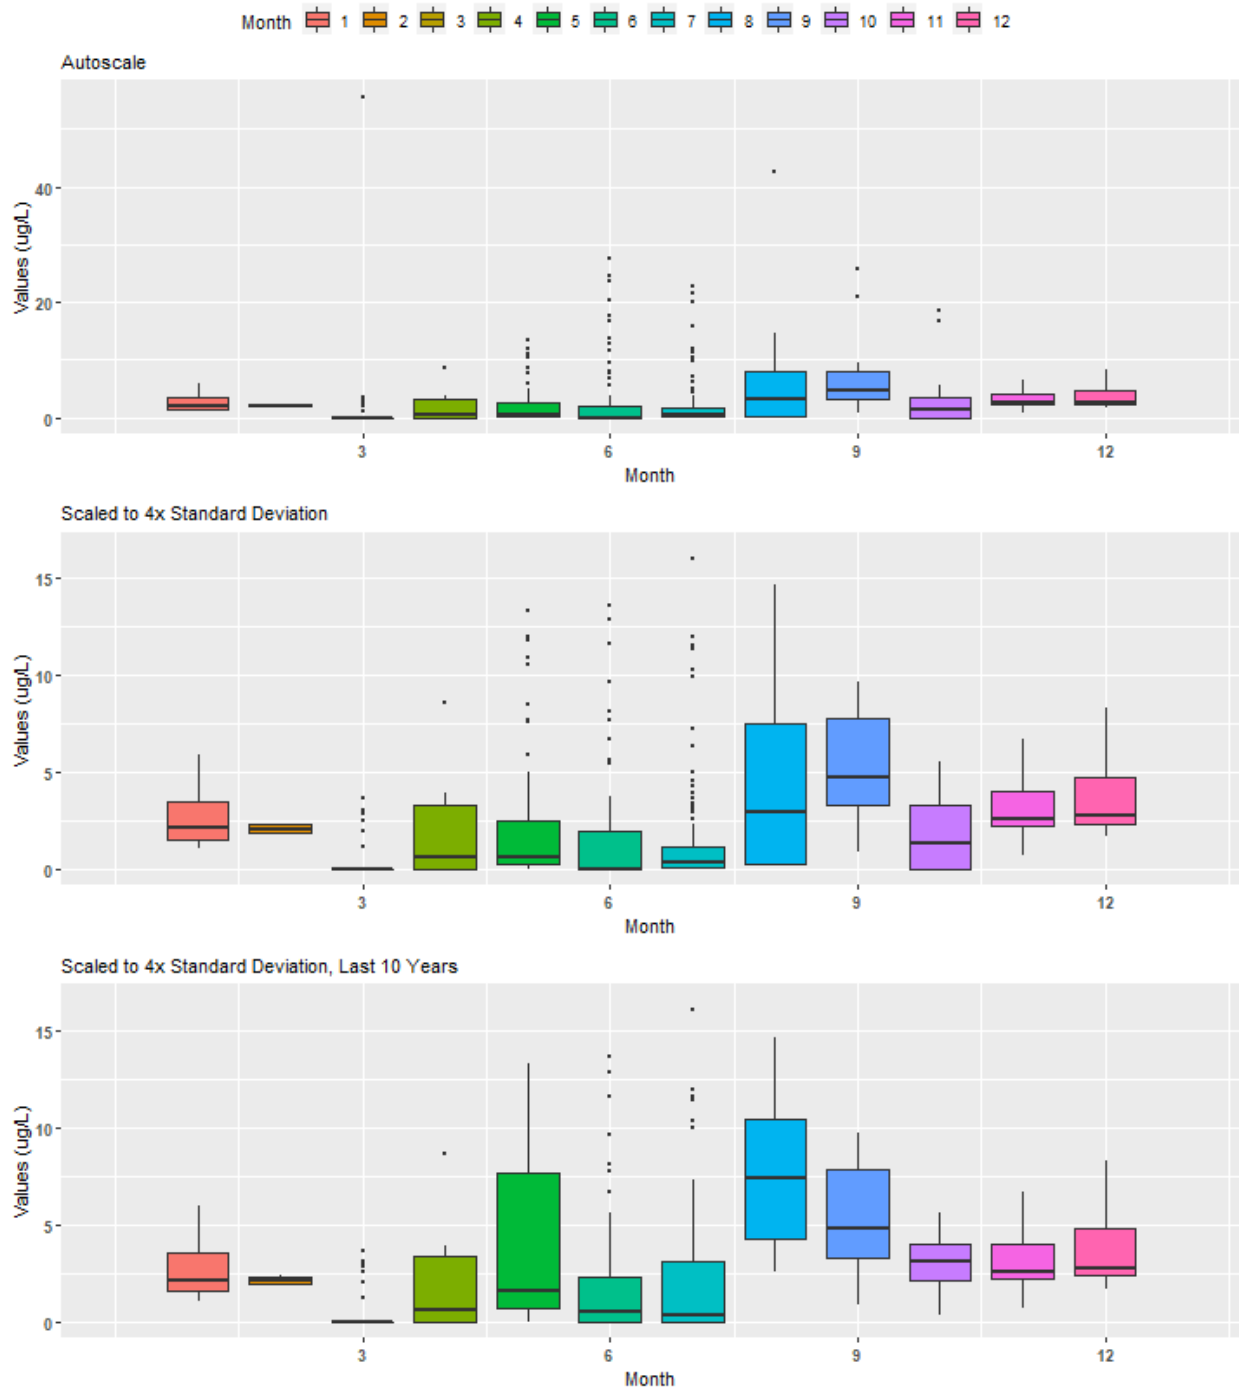 Month 1 2 3 4 5 6 7 8 9 10 11 12
Autoscale
Values (ug/L)
40
20
0
3 6 9 12
Month
Scaled to 4x Standard Deviation
Values (ug/L)
15
10
5
0
3 6 9 12
Month
Scaled to 4x Standard Deviation, Last 10 Years
Values (ug/L)
15
10
5
0
3 6 9 12
Month